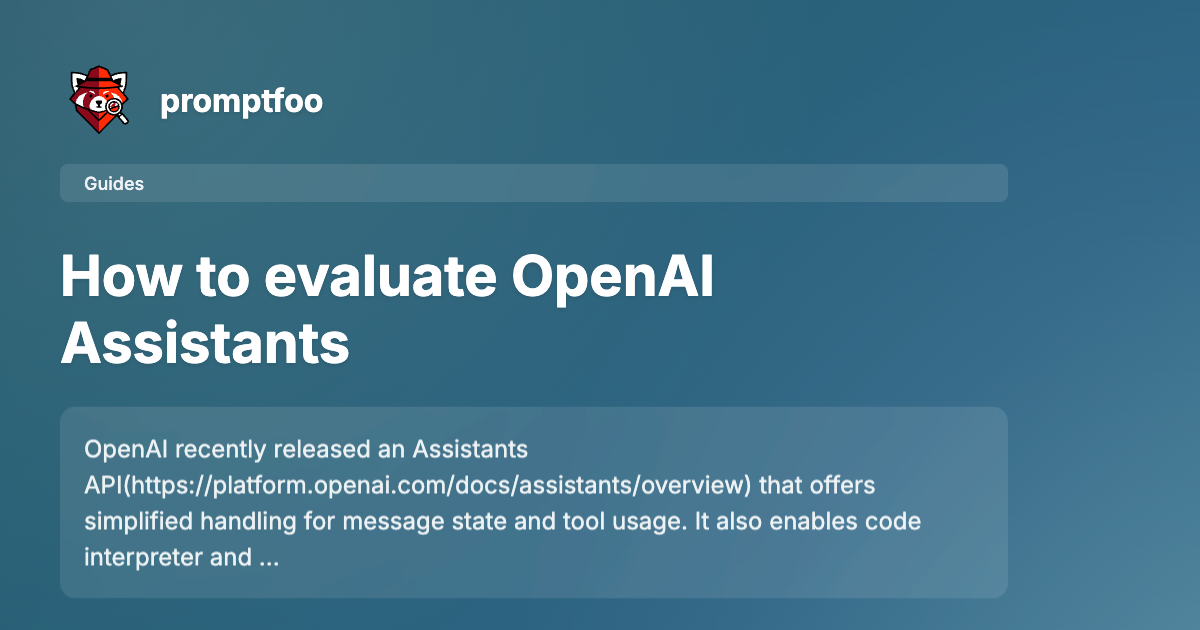 promptfoo
Guides
How to evaluate OpenAI
Assistants
OpenAI recently released an Assistants
API(https://platform.openai.com/docs/assistants/overview) that offers
simplified handling for message state and tool usage. It also enables code
interpreter and ...